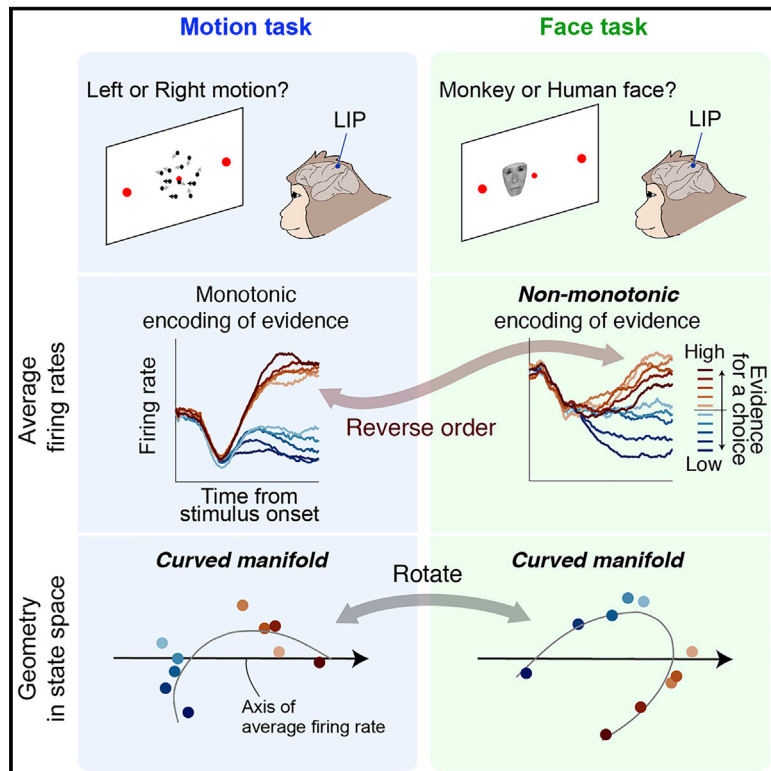 Motion task
Face task
Left or Right motion?
Monkey or Human face?
LIP
LIP
Average
firing rates
Monotonic
encoding of evidence
Non-monotonic
encoding of evidence
Firing rate
Reverse order
High
Low
Evidence
for a choice
Time from
stimulus onset
Geometry
in state space
Curved manifold
Rotate
Curved manifold
Axis of
average firing rate